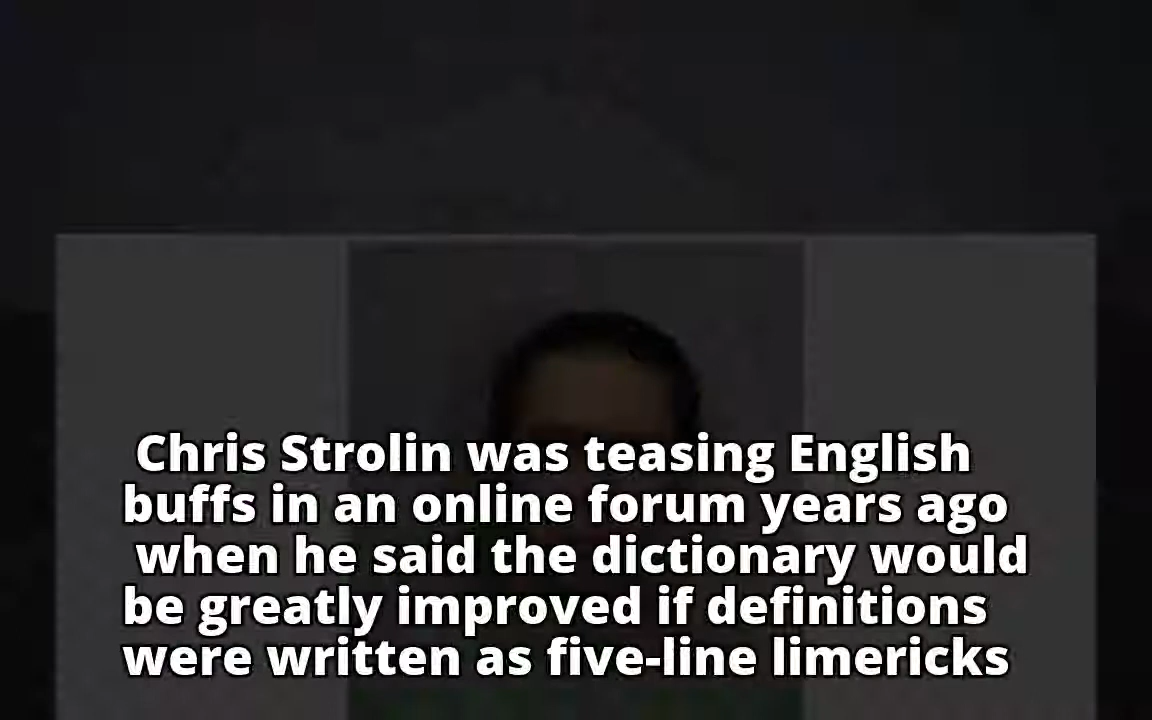 Chris Strolin was teasing English
buffs in an online forum years ago
when he said the dictionary would
be greatly improved if definitions
were written as five-line limericks